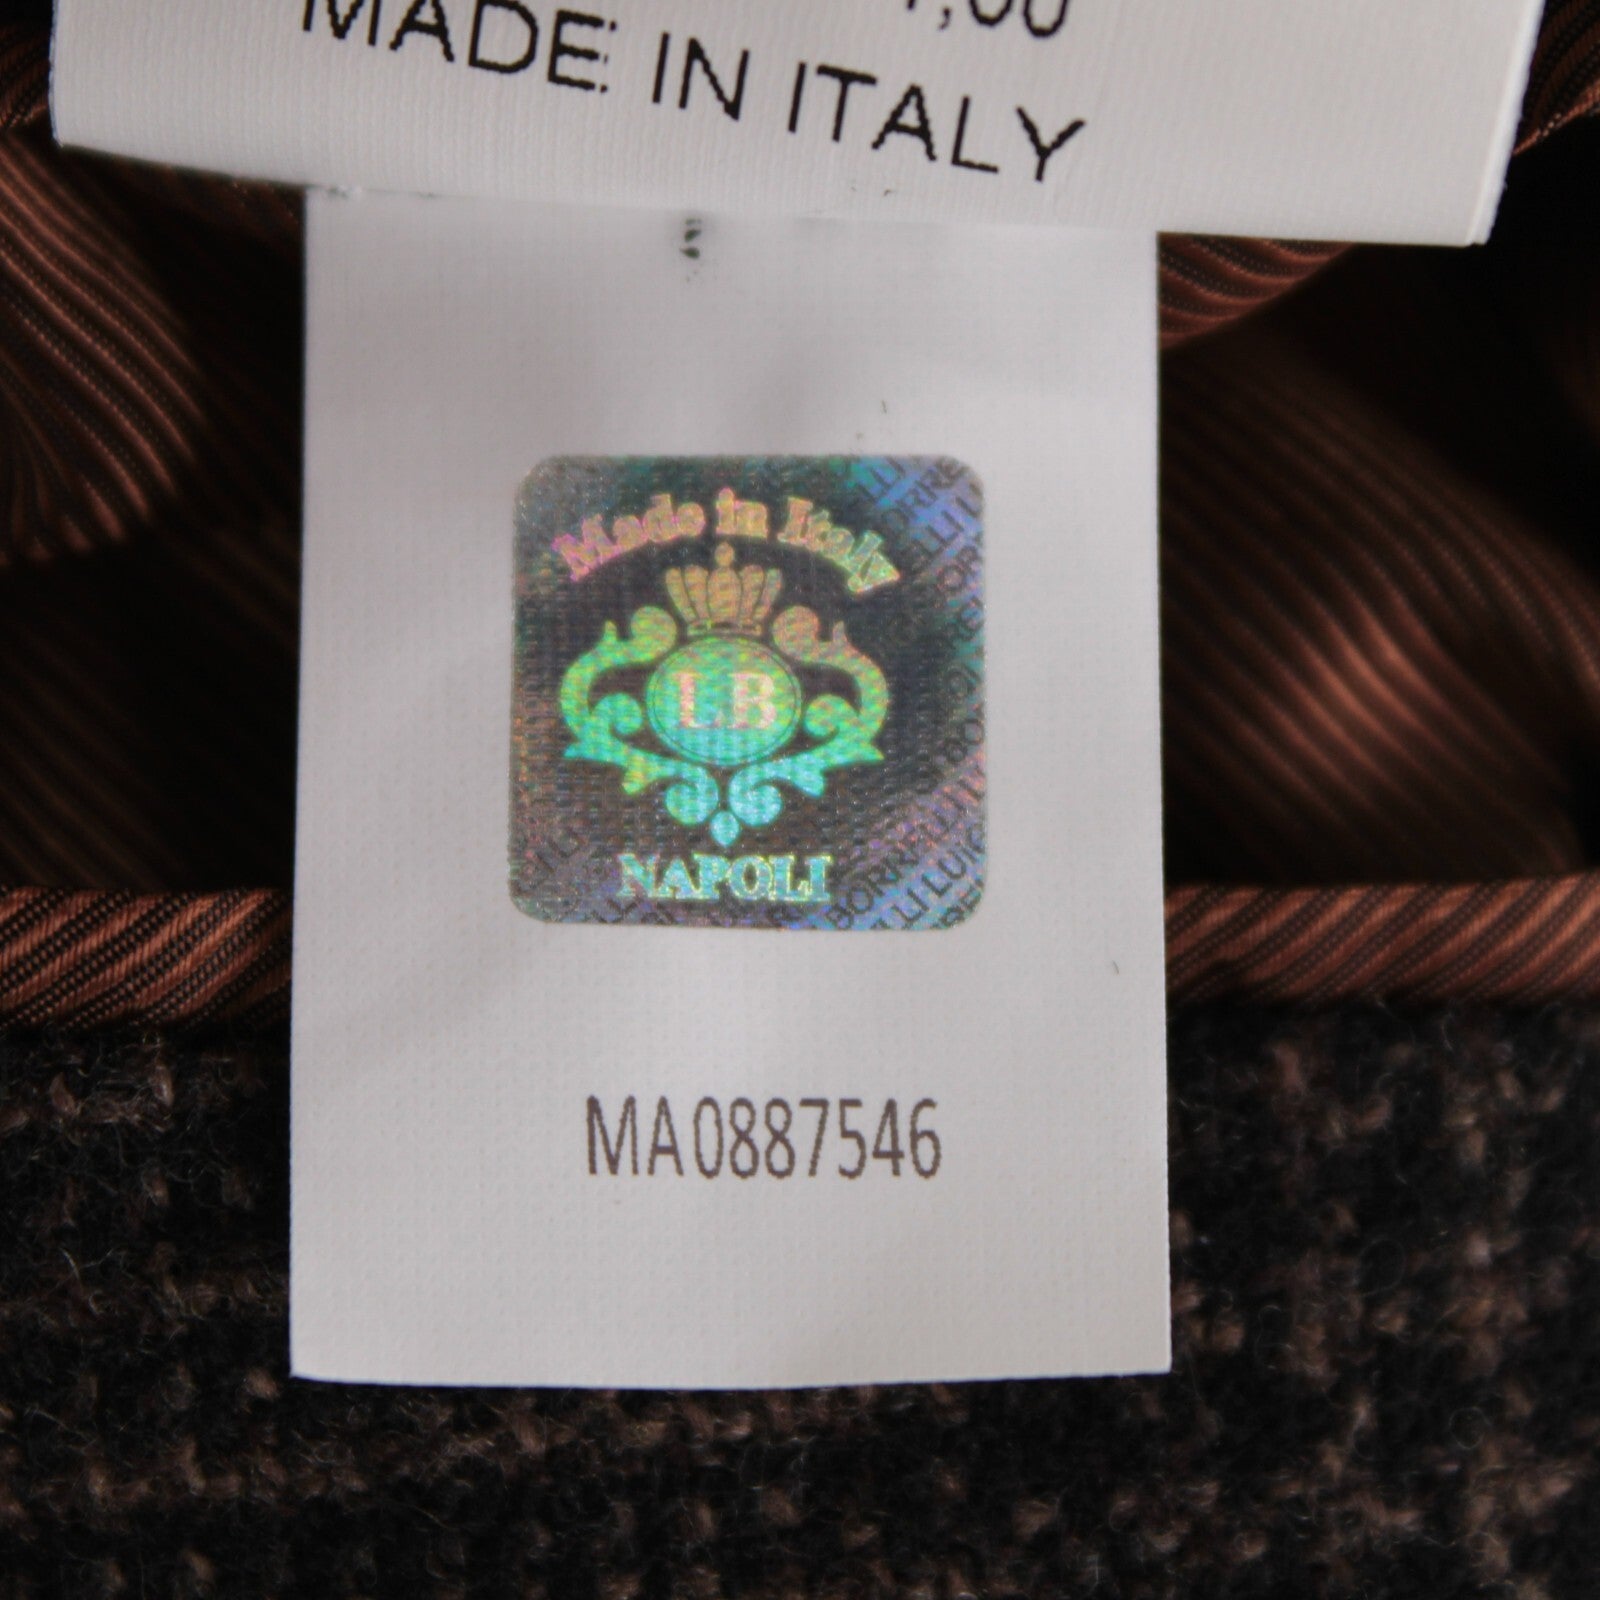 MADE IN ITALY
Made in Italy
LB
NAPOLI
MA0887546